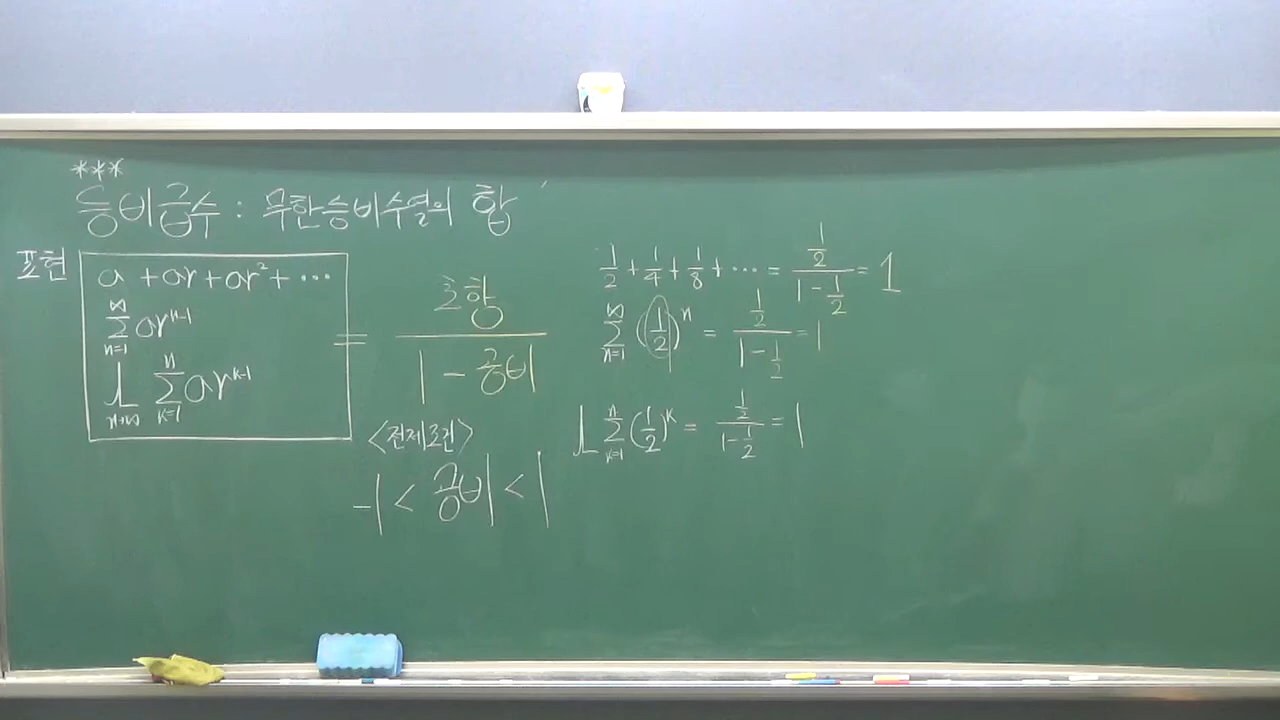 ***
등비급수 : 무한등비수열의 합
표현
a + ar + ar² + ⋯
∞ Σ n=1 arⁿ⁻¹
lim n→∞ n Σ k=1 arᵏ⁻¹
= 초항 / 1 - 공비
<전제조건>
-1 < 공비 < 1
1/2 + 1/4 + 1/8 + ⋯ = (1/2) / (1 - 1/2) = 1
∞ Σ n=1 (1/2)ⁿ = (1/2) / (1 - 1/2) = 1
n Σ k=1 (1/2)ᵏ = (1/2) / (1 - 1/2) = 1